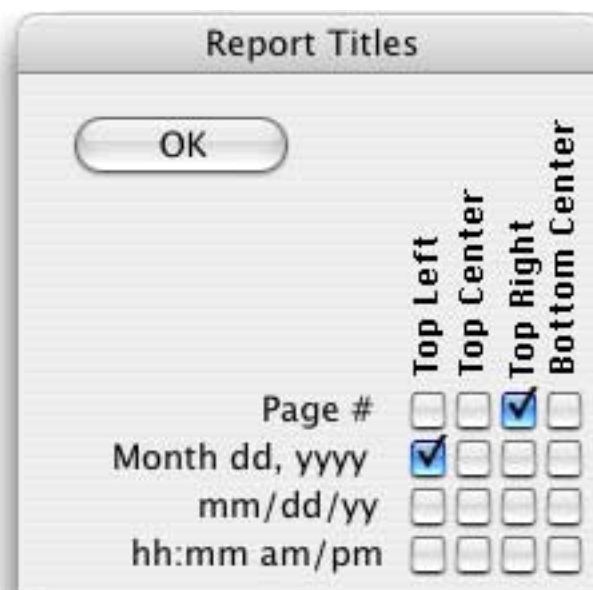 Report Titles
OK
Top Left
Top Center
Top Right
Bottom Center
Page #
Month dd, yyyy
mm/dd/yy
hh:mm am/pm